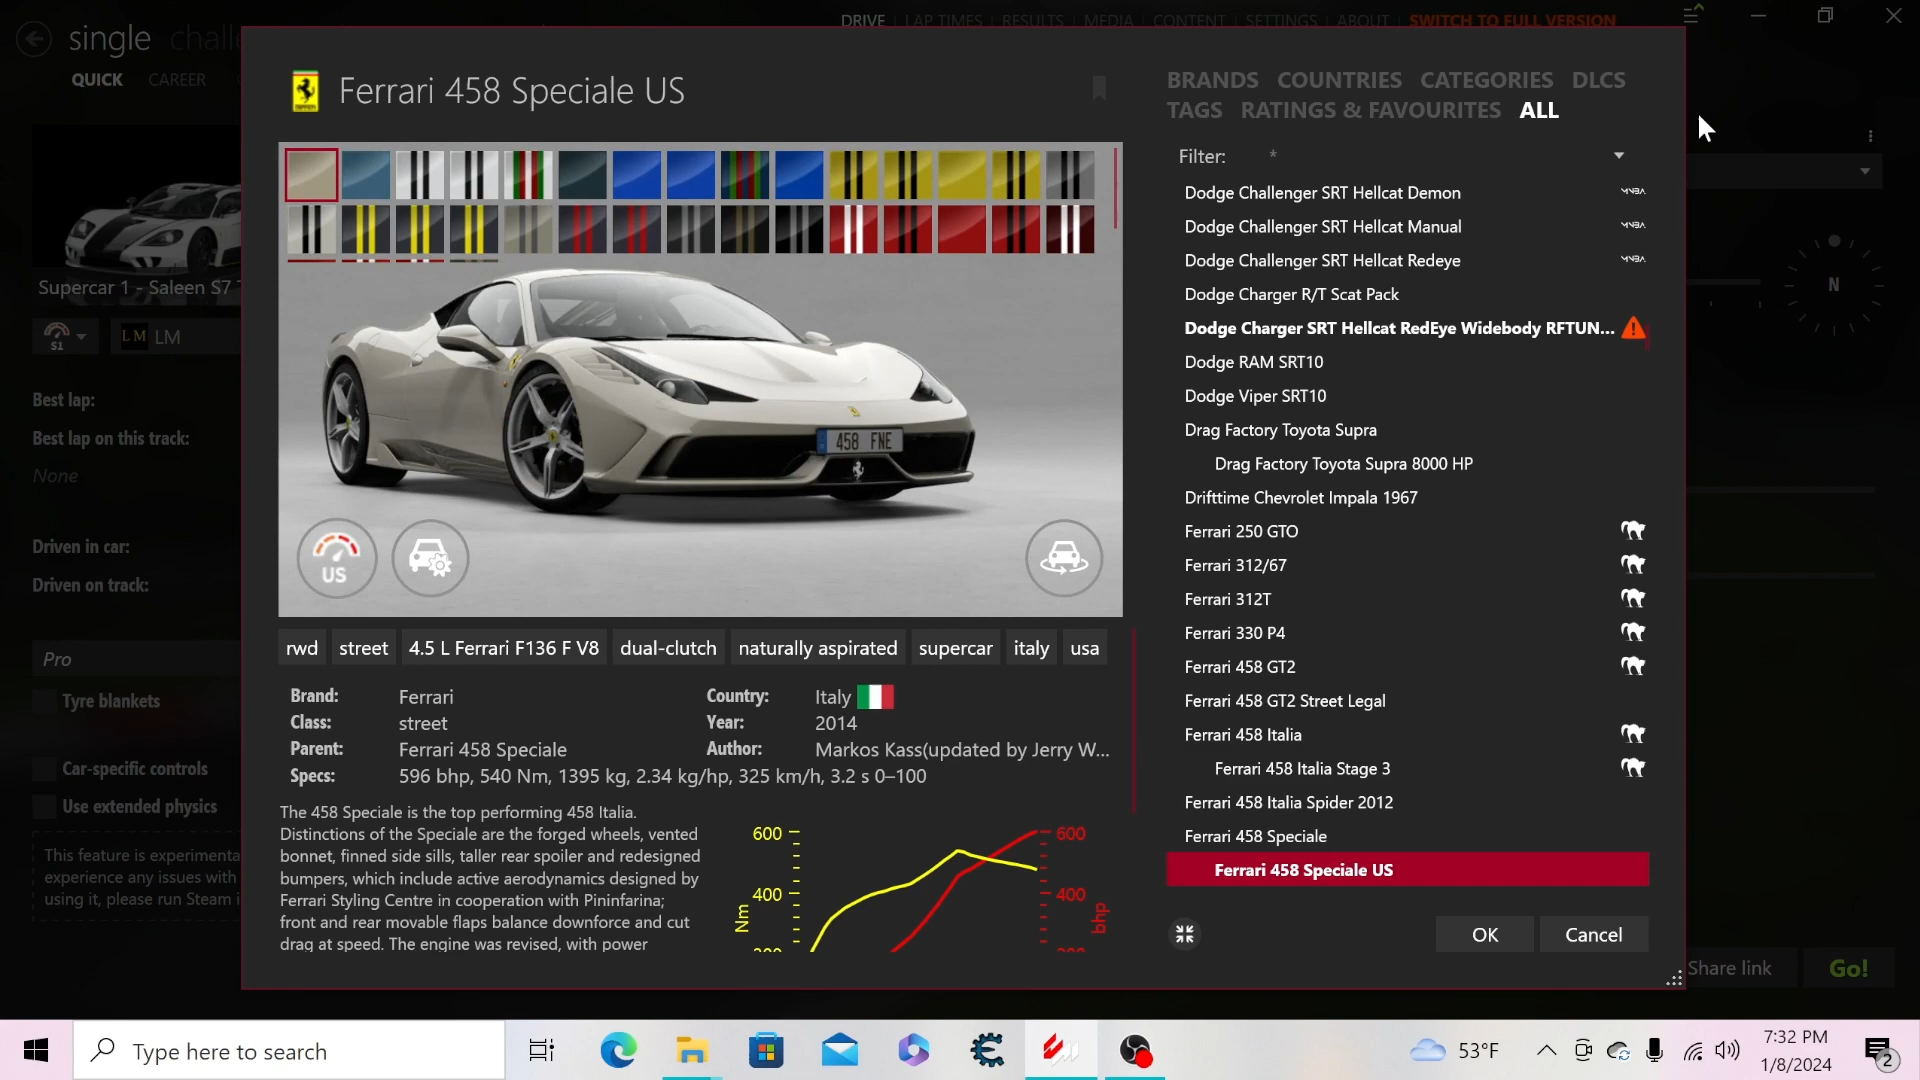 DRIVE | LAP TIMES | RESULTS | MEDIA | CONTENT | SETTINGS | ABOUT | SWITCH TO FULL VERSION
single challe
QUICK CAREER
Ferrari 458 Speciale US
BRANDS COUNTRIES CATEGORIES DLCS
TAGS RATINGS & FAVOURITES ALL
Filter: *
Dodge Challenger SRT Hellcat Demon
Dodge Challenger SRT Hellcat Manual
Dodge Challenger SRT Hellcat Redeye
Dodge Charger R/T Scat Pack
Dodge Charger SRT Hellcat RedEye Widebody RFTUN...
Dodge RAM SRT10
Dodge Viper SRT10
Drag Factory Toyota Supra
Drag Factory Toyota Supra 8000 HP
Drifttime Chevrolet Impala 1967
Ferrari 250 GTO
Ferrari 312/67
Ferrari 312T
Ferrari 330 P4
Ferrari 458 GT2
Ferrari 458 GT2 Street Legal
Ferrari 458 Italia
Ferrari 458 Italia Stage 3
Ferrari 458 Italia Spider 2012
Ferrari 458 Speciale
Ferrari 458 Speciale US
OK Cancel
458 FNE
US
rwd street 4.5 L Ferrari F136 F V8 dual-clutch naturally aspirated supercar italy usa
Brand: Ferrari Country: Italy
Class: street Year: 2014
Parent: Ferrari 458 Speciale Author: Markos Kass(updated by Jerry W...
Specs: 596 bhp, 540 Nm, 1395 kg, 2.34 kg/hp, 325 km/h, 3.2 s 0–100
The 458 Speciale is the top performing 458 Italia.
Distinctions of the Speciale are the forged wheels, vented
bonnet, finned side sills, taller rear spoiler and redesigned
bumpers, which include active aerodynamics designed by
Ferrari Styling Centre in cooperation with Pininfarina;
front and rear movable flaps balance downforce and cut
drag at speed. The engine was revised, with power
600 600
400 400
Nm bhp
Supercar 1 - Saleen S7
S1 LM LM
Best lap:
Best lap on this track:
None
Driven in car:
Driven on track:
Pro
Tyre blankets
Car-specific controls
Use extended physics
This feature is experimenta
experience any issues with
using it, please run Steam i
N
Share link Go!
Type here to search
53°F
7:32 PM
1/8/2024
2